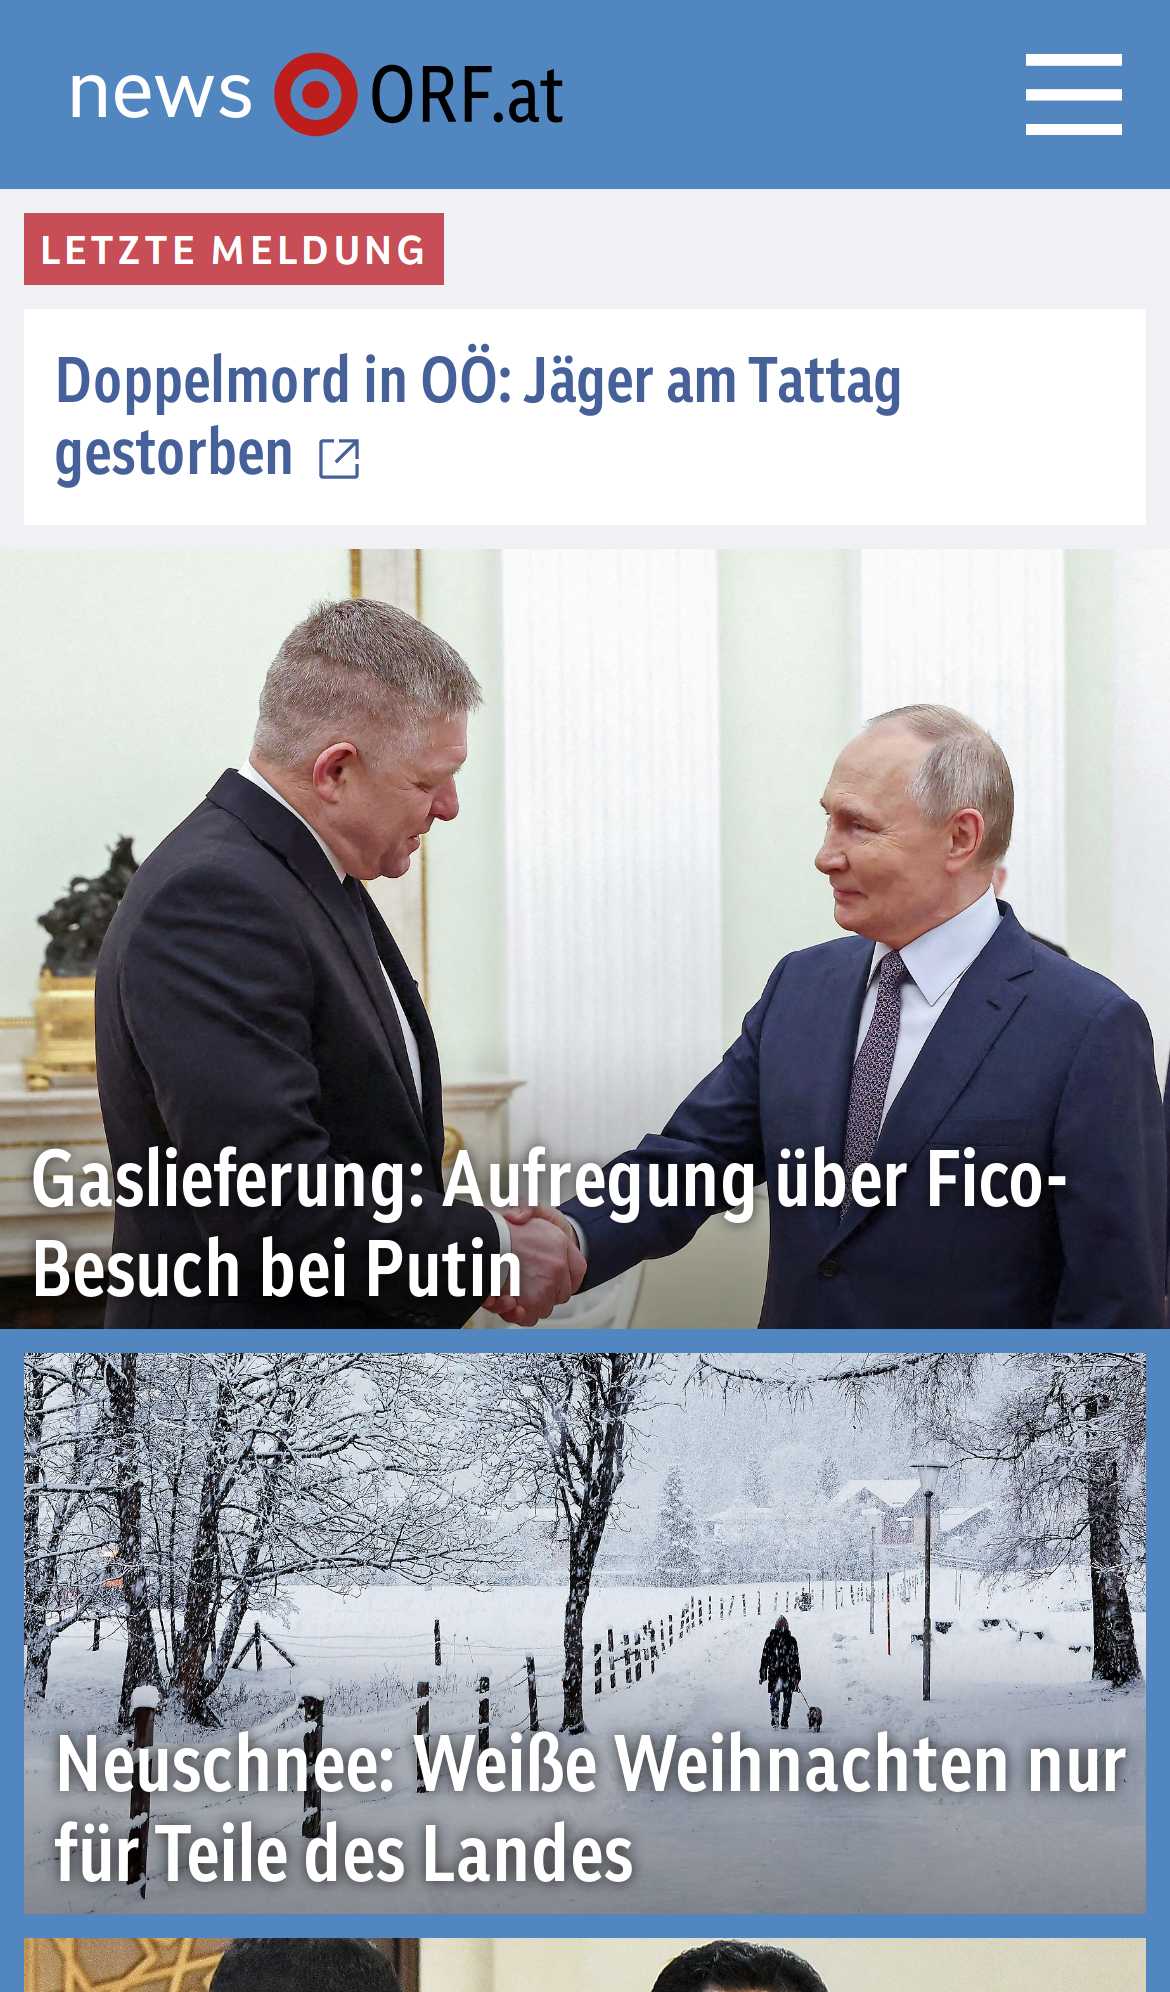 news ORF.at
LETZTE MELDUNG
Doppelmord in OÖ: Jäger am Tattag
gestorben
Gaslieferung: Aufregung über Fico-
Besuch bei Putin
Neuschnee: Weiße Weihnachten nur
für Teile des Landes